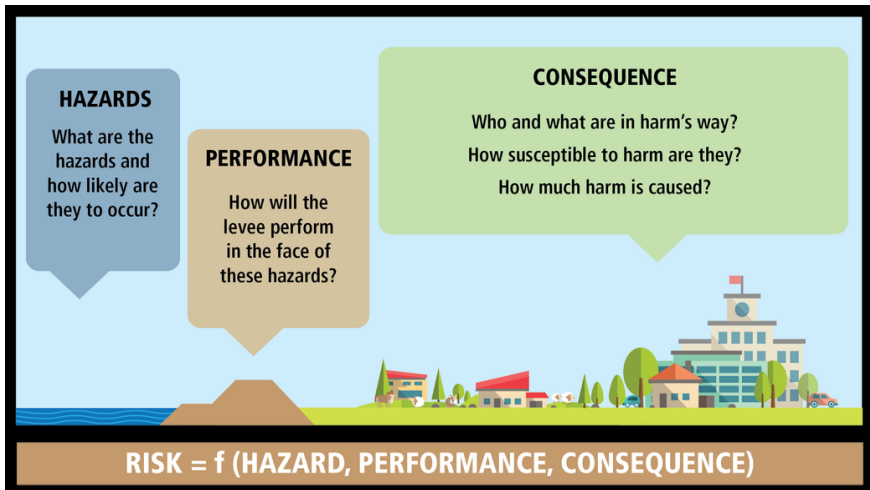 HAZARDS
What are the
hazards and
how likely are
they to occur?
PERFORMANCE
How will the
levee perform
in the face of
these hazards?
CONSEQUENCE
Who and what are in harm's way?
How susceptible to harm are they?
How much harm is caused?
RISK = f (HAZARD, PERFORMANCE, CONSEQUENCE)